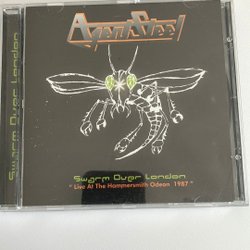 Agent Steel
Swarm Over London
Swarm Over London
" Live At The Hammersmith Odeon 1987 "